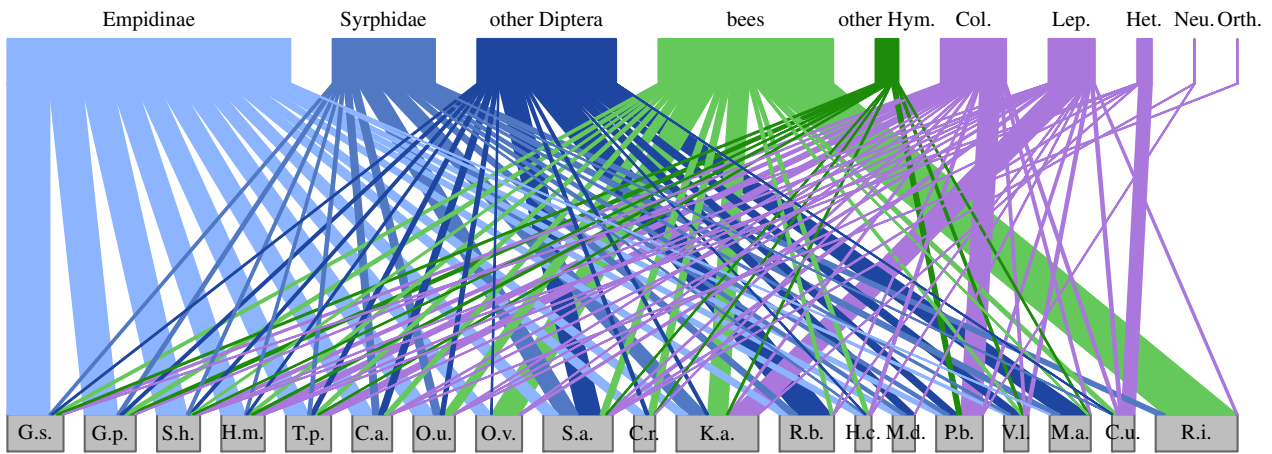 Empidinae Syrphidae other Diptera bees other Hym. Col. Lep. Het. Neu. Orth.
G.s. G.p. S.h. H.m. T.p. C.a. O.u. O.v. S.a. C.r. K.a. R.b. H.c. M.d. P.b. V.l. M.a. C.u. R.i.